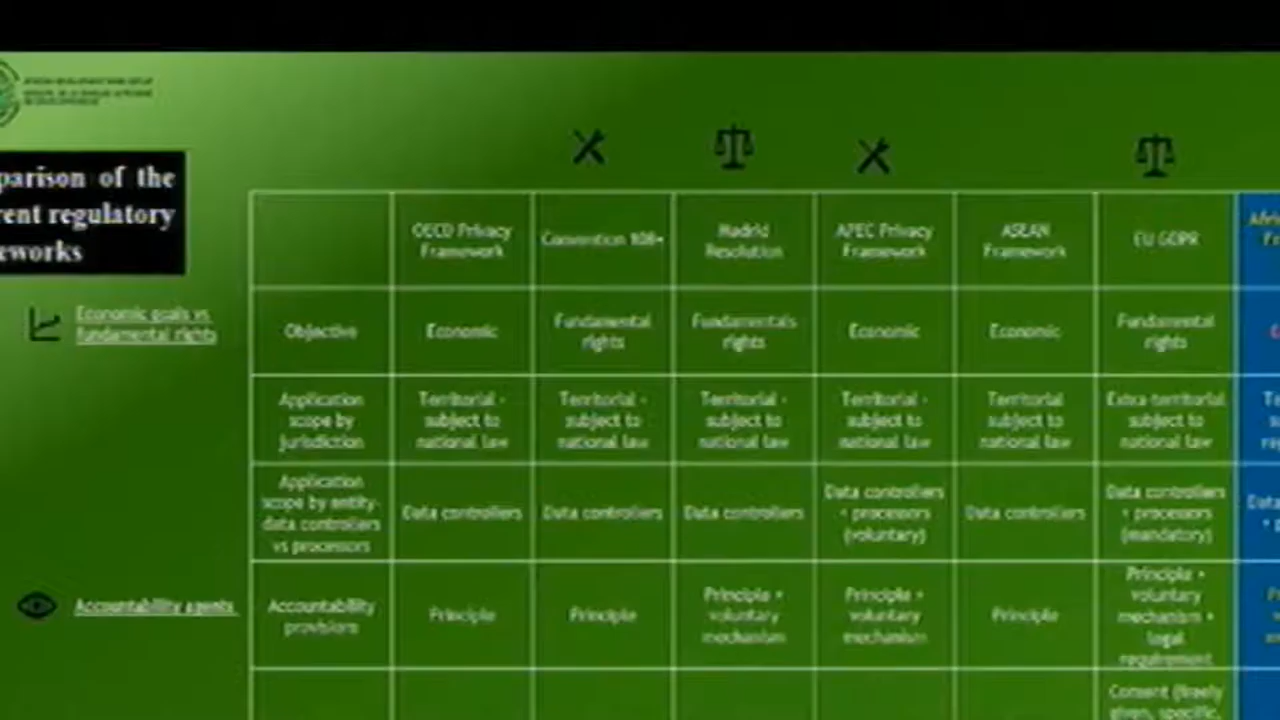 parison of the
rent regulatory
eworks
Economic goals vs
fundamental rights
Accountability agents
OECD Privacy
Framework
Convention 108+
Madrid
Resolution
APEC Privacy
Framework
ASEAN
Framework
EU GDPR
Objective
Economic
Fundamental
rights
Fundamentals
rights
Economic
Economic
Fundamental
rights
Application
scope by
jurisdiction
Territorial -
subject to
national law
Territorial -
subject to
national law
Territorial -
subject to
national law
Territorial -
subject to
national law
Territorial
subject to
national law
Extra-territorial
subject to
national law
Application
scope by entity-
data controllers
vs processors
Data controllers
Data controllers
Data controllers
Data controllers
+ processors
(voluntary)
Data controllers
Data controllers
+ processors
(mandatory)
Accountability
provisions
Principle
Principle
Principle +
voluntary
mechanism
Principle +
voluntary
mechanism
Principle
Principle +
voluntary
mechanism +
legal
requirement
Consent (freely
given, specific,